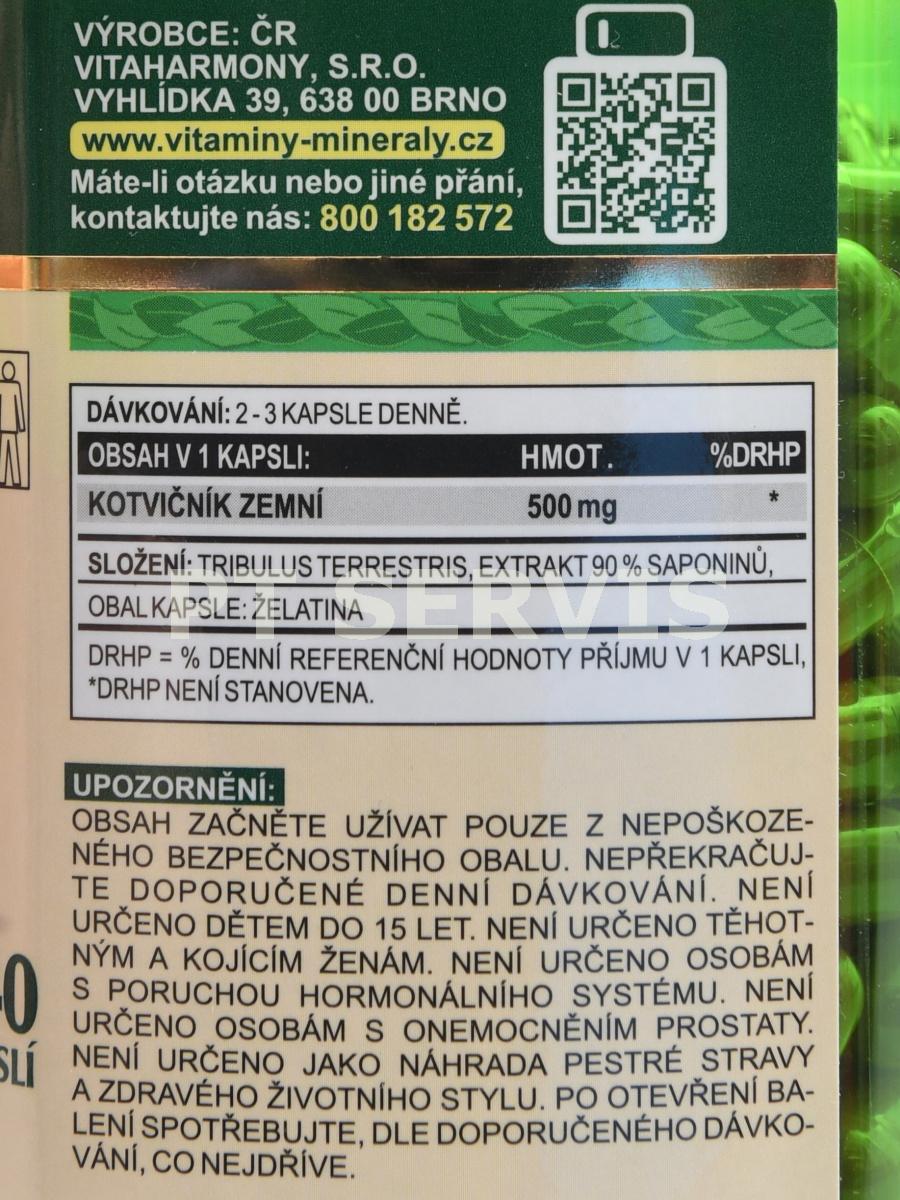 VÝROBCE: ČR
VITAHARMONY, S.R.O.
VYHLÍDKA 39, 638 00 BRNO
www.vitaminy-mineraly.cz
Máte-li otázku nebo jiné přání,
kontaktujte nás: 800 182 572
DÁVKOVÁNÍ: 2 - 3 KAPSLE DENNĚ.
OBSAH V 1 KAPSLI: HMOT. %DRHP
KOTVIČNÍK ZEMNÍ 500 mg *
SLOŽENÍ: TRIBULUS TERRESTRIS, EXTRAKT 90 % SAPONINŮ,
OBAL KAPSLE: ŽELATINA
PT SERVIS
DRHP = % DENNÍ REFERENČNÍ HODNOTY PŘÍJMU V 1 KAPSLI,
*DRHP NENÍ STANOVENA.
UPOZORNĚNÍ:
OBSAH ZAČNĚTE UŽÍVAT POUZE Z NEPOŠKOZE-
NÉHO BEZPEČNOSTNÍHO OBALU. NEPŘEKRAČUJ-
TE DOPORUČENÉ DENNÍ DÁVKOVÁNÍ. NENÍ
URČENO DĚTEM DO 15 LET. NENÍ URČENO TĚHOT-
NÝM A KOJÍCÍM ŽENÁM. NENÍ URČENO OSOBÁM
S PORUCHOU HORMONÁLNÍHO SYSTÉMU. NENÍ
URČENO OSOBÁM S ONEMOCNĚNÍM PROSTATY.
NENÍ URČENO JAKO NÁHRADA PESTRÉ STRAVY
A ZDRAVÉHO ŽIVOTNÍHO STYLU. PO OTEVŘENÍ BA-
LENÍ SPOTŘEBUJTE, DLE DOPORUČENÉHO DÁVKO-
VÁNÍ, CO NEJDŘÍVE.